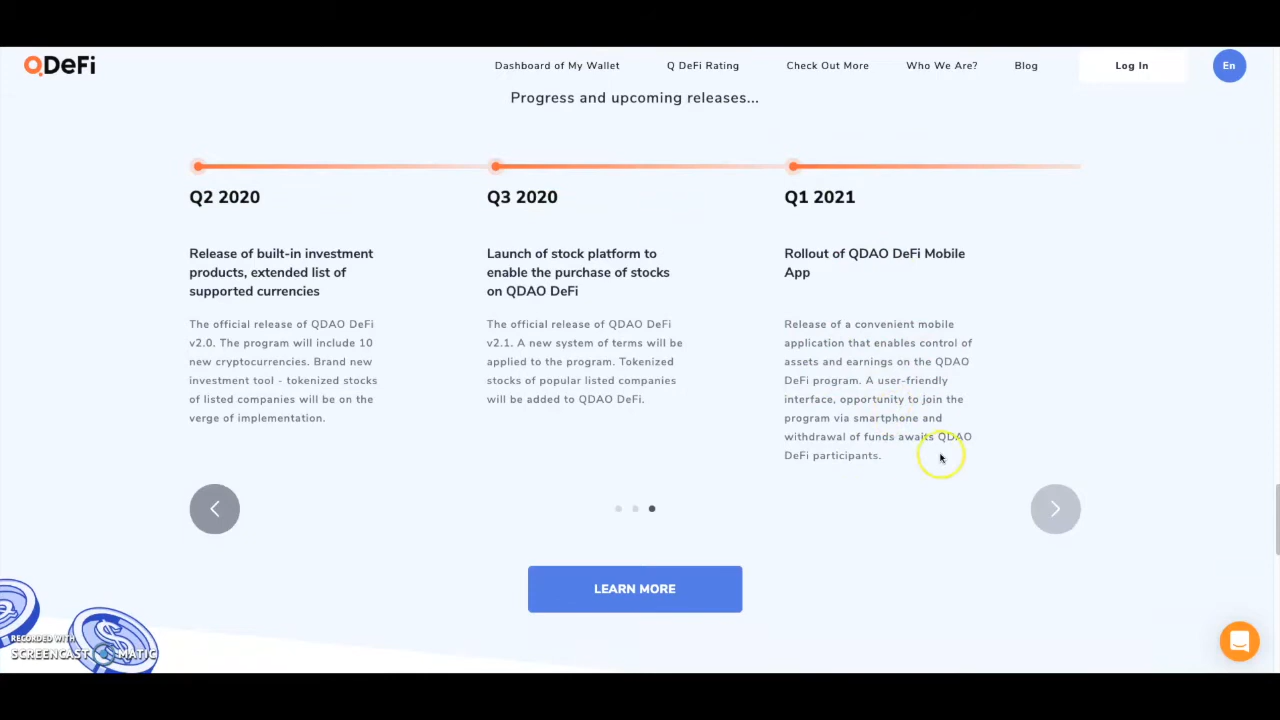 QDeFi
Dashboard of My Wallet
Q DeFi Rating
Check Out More
Who We Are?
Blog
Log In
En
Progress and upcoming releases...
Q2 2020
Release of built-in investment
products, extended list of
supported currencies
The official release of QDAO DeFi
v2.0. The program will include 10
new cryptocurrencies. Brand new
investment tool - tokenized stocks
of listed companies will be on the
verge of implementation.
Q3 2020
Launch of stock platform to
enable the purchase of stocks
on QDAO DeFi
The official release of QDAO DeFi
v2.1. A new system of terms will be
applied to the program. Tokenized
stocks of popular listed companies
will be added to QDAO DeFi.
Q1 2021
Rollout of QDAO DeFi Mobile
App
Release of a convenient mobile
application that enables control of
assets and earnings on the QDAO
DeFi program. A user-friendly
interface, opportunity to join the
program via smartphone and
withdrawal of funds awaits QDAO
DeFi participants.
LEARN MORE
RECORDED WITH
SCREENCAST MATIC